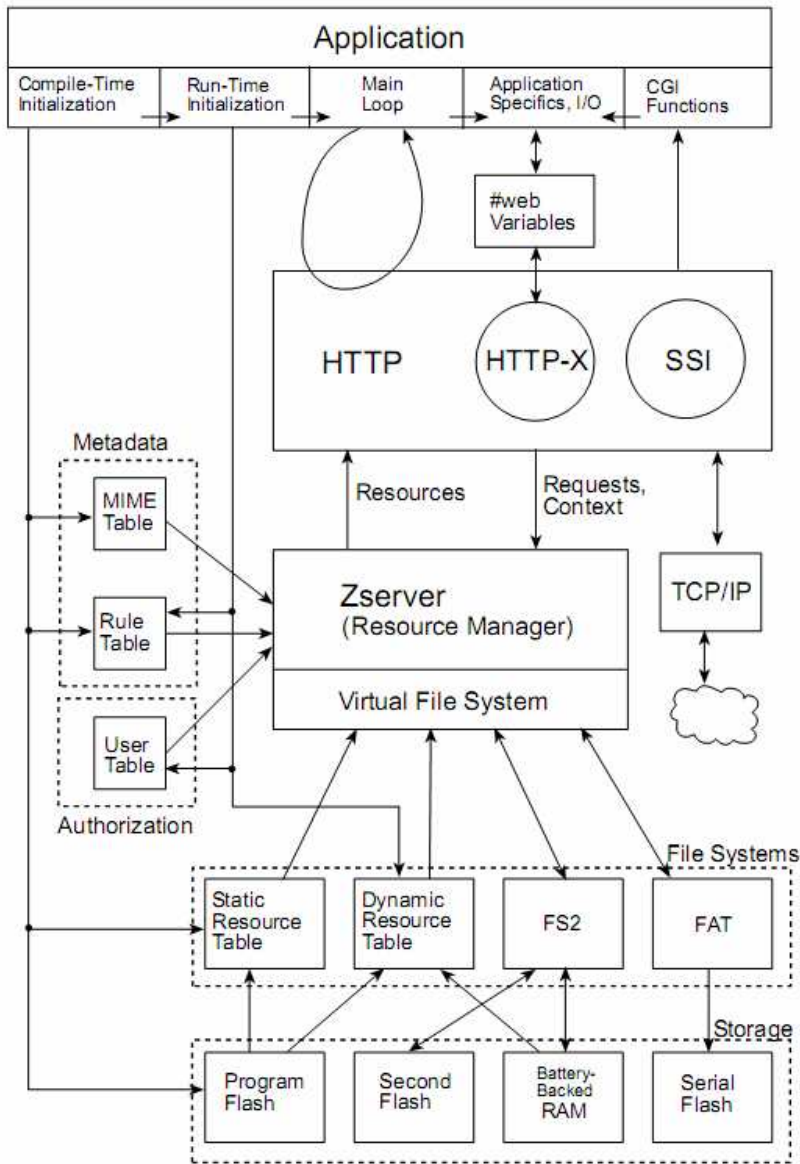 Application
Compile-Time
Initialization
Run-Time
Initialization
Main
Loop
Application
Specifics, I/O
CGI
Functions
#web
Variables
HTTP
HTTP-X
SSI
Metadata
MIME
Table
Resources
Requests,
Context
Rule
Table
Zserver
(Resource Manager)
TCP/IP
Virtual File System
User
Table
Authorization
File Systems
Static
Resource
Table
Dynamic
Resource
Table
FS2
FAT
Storage
Program
Flash
Second
Flash
Battery-
Backed
RAM
Serial
Flash